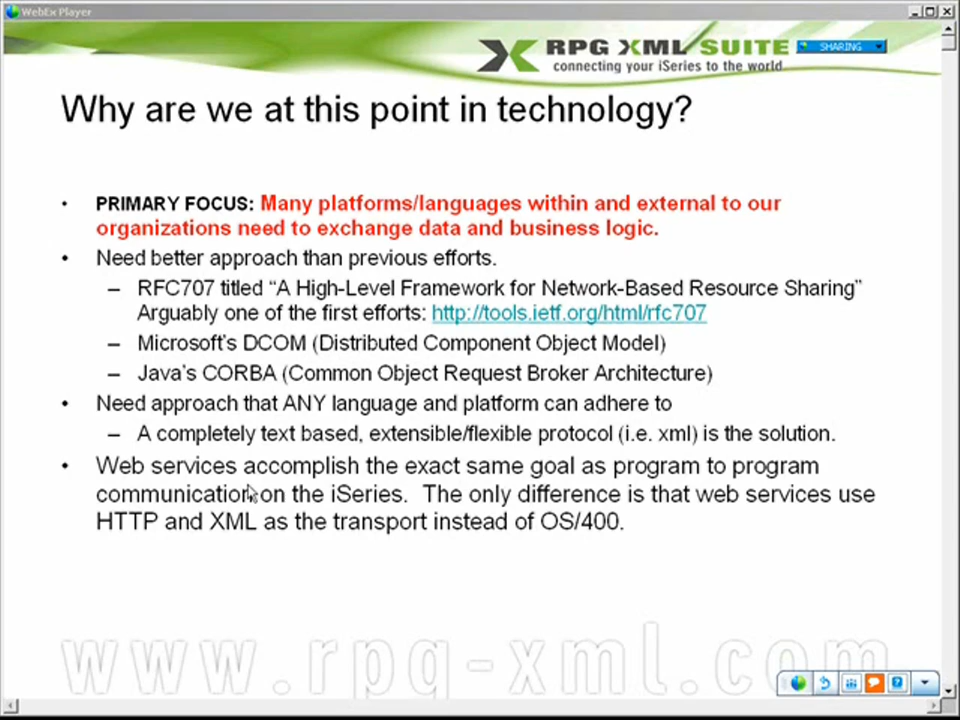 WebEx Player
RPG XML SUITE
SHARING
connecting your iSeries to the world
Why are we at this point in technology?
• PRIMARY FOCUS: Many platforms/languages within and external to our
organizations need to exchange data and business logic.
• Need better approach than previous efforts.
– RFC707 titled “A High-Level Framework for Network-Based Resource Sharing”
Arguably one of the first efforts: http://tools.ietf.org/html/rfc707
– Microsoft’s DCOM (Distributed Component Object Model)
– Java’s CORBA (Common Object Request Broker Architecture)
• Need approach that ANY language and platform can adhere to
– A completely text based, extensible/flexible protocol (i.e. xml) is the solution.
• Web services accomplish the exact same goal as program to program
communication on the iSeries. The only difference is that web services use
HTTP and XML as the transport instead of OS/400.
www.rpg-xml.com